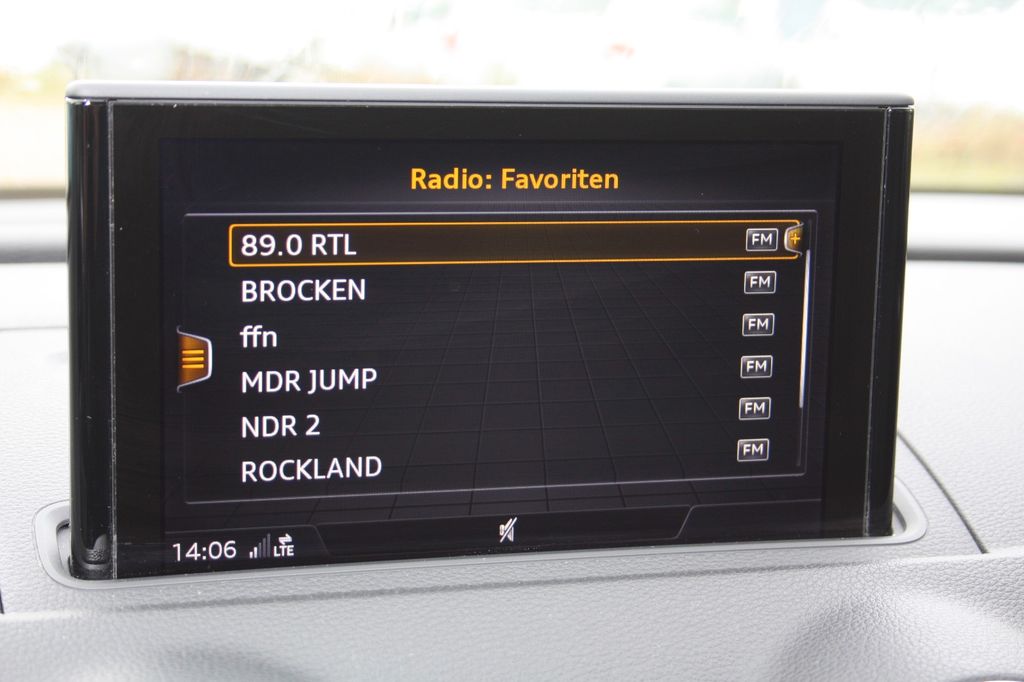 Radio: Favoriten
89.0 RTL FM
BROCKEN FM
ffn FM
MDR JUMP FM
NDR 2 FM
ROCKLAND FM
14:06 LTE